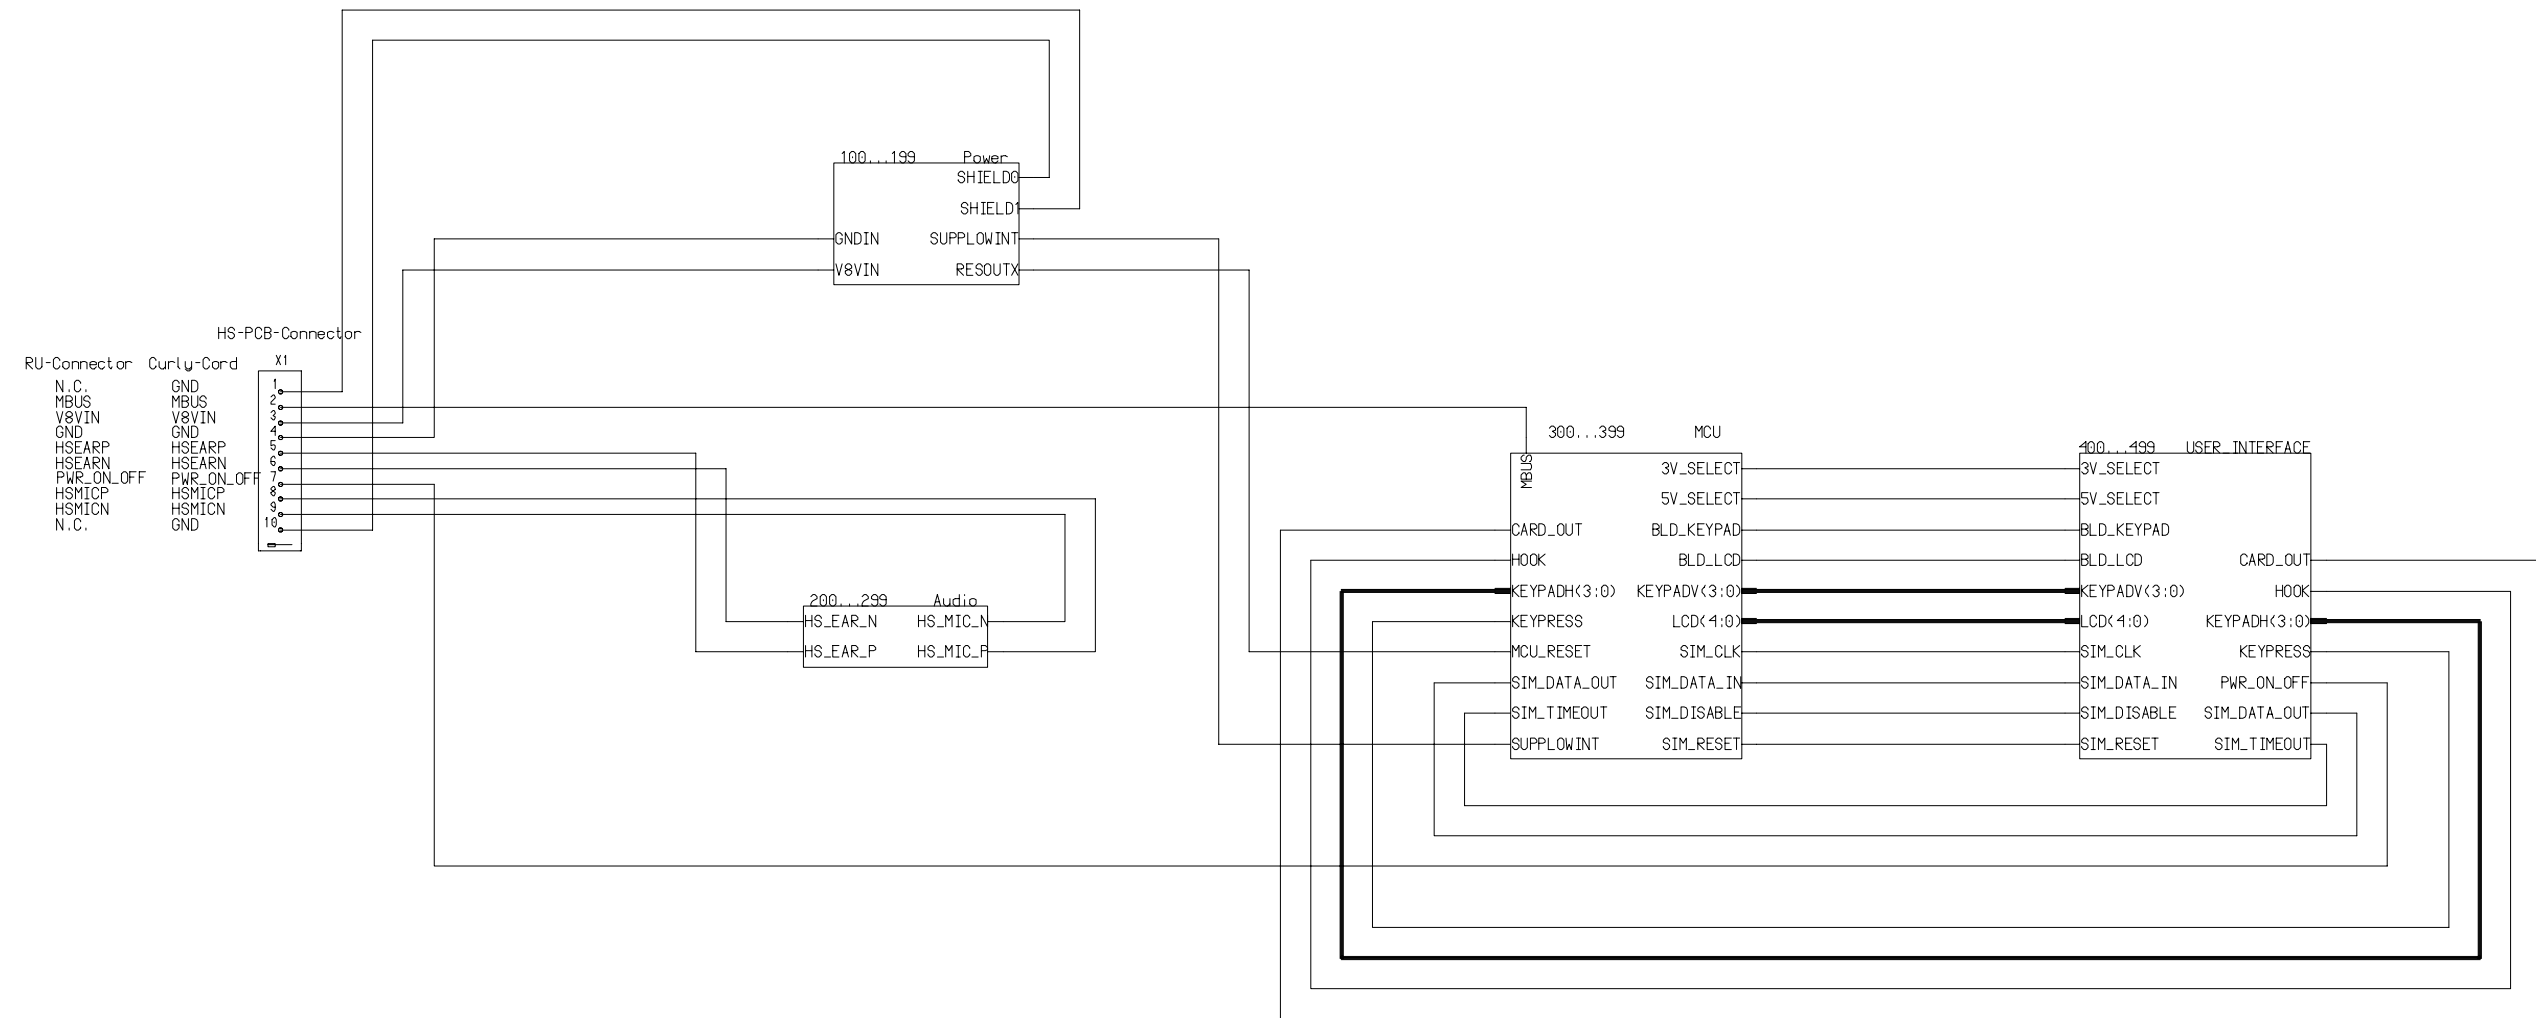 100...199 Power
SHIELD0
SHIELD1
GNDIN SUPPLOWINT
V8VIN RESOUTX
HS-PCB-Connector
RU-Connector Curly-Cord X1
N.C. GND 1
MBUS MBUS 2
V8VIN V8VIN 3
GND GND 4
HSEARP HSEARP 5
HSEARN HSEARN 6
PWR_ON_OFF PWR_ON_OFF 7
HSMICP HSMICP 8
HSMICN HSMICN 9
N.C. GND 10
200...299 Audio
HS_EAR_N HS_MIC_N
HS_EAR_P HS_MIC_P
300...399 MCU
MBUS
3V_SELECT
5V_SELECT
CARD_OUT BLD_KEYPAD
HOOK BLD_LCD
KEYPADH(3:0) KEYPADV(3:0)
KEYPRESS LCD(4:0)
MCU_RESET SIM_CLK
SIM_DATA_OUT SIM_DATA_IN
SIM_TIMEOUT SIM_DISABLE
SUPPLOWINT SIM_RESET
400...499 USER_INTERFACE
3V_SELECT
5V_SELECT
BLD_KEYPAD
BLD_LCD CARD_OUT
KEYPADV(3:0) HOOK
LCD(4:0) KEYPADH(3:0)
SIM_CLK KEYPRESS
SIM_DATA_IN PWR_ON_OFF
SIM_DISABLE SIM_DATA_OUT
SIM_RESET SIM_TIMEOUT